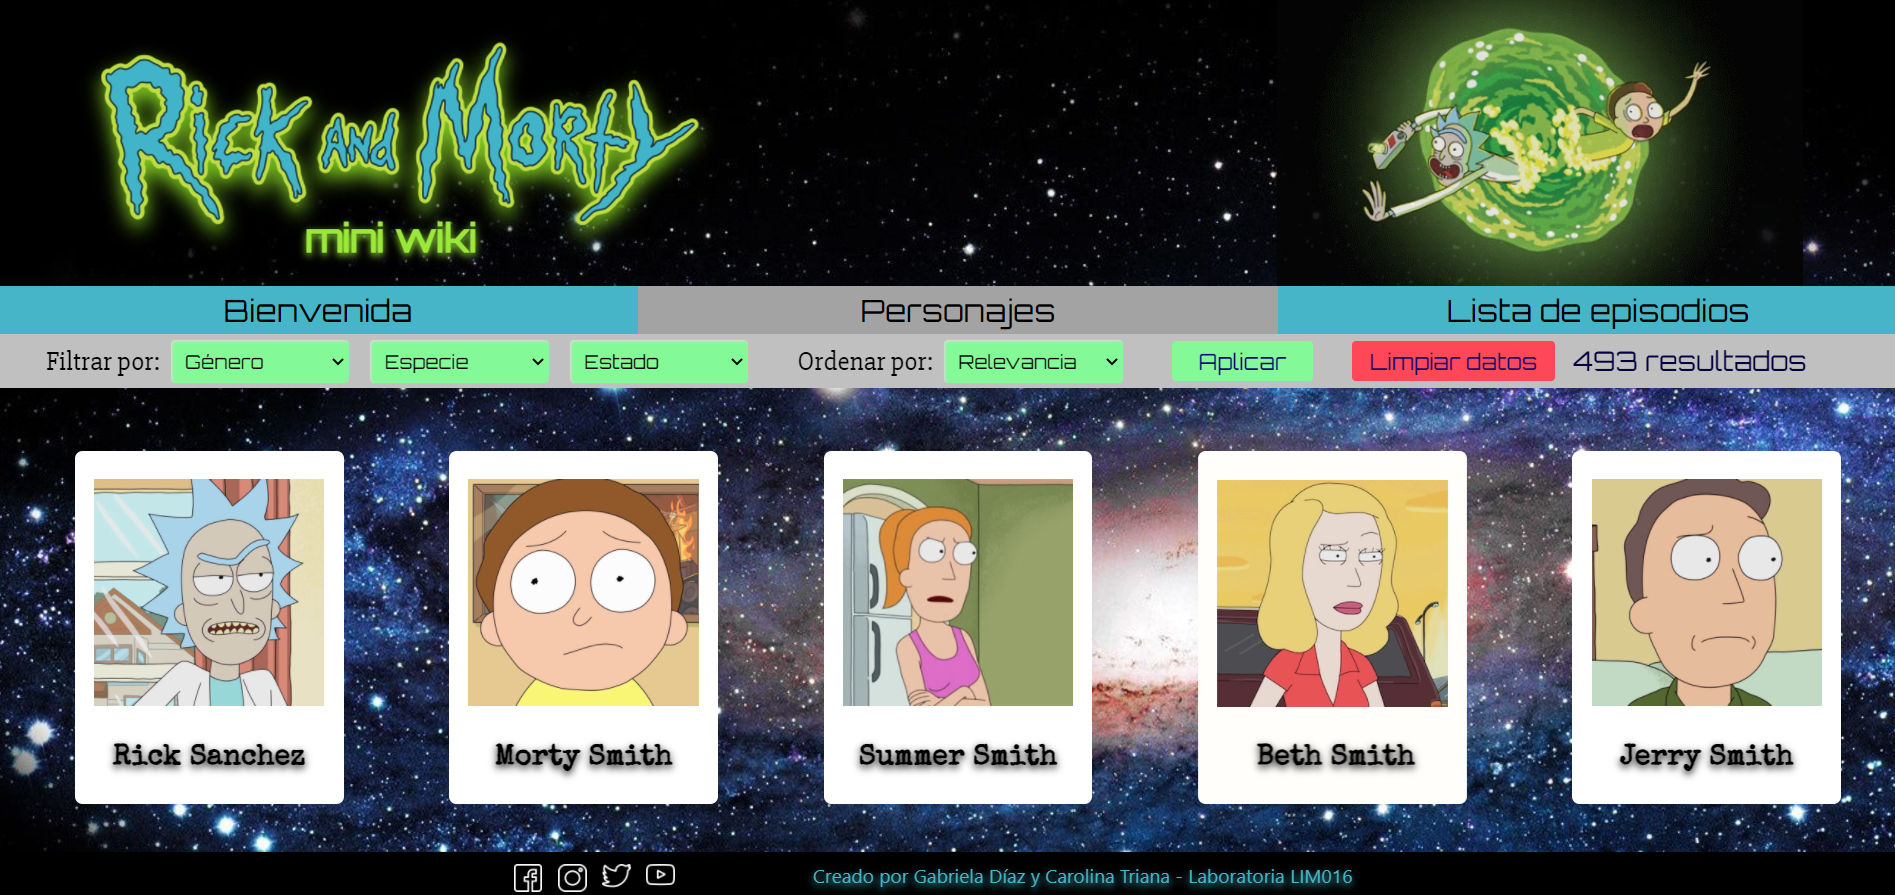 Rick and Morty
mini wiki
Bienvenida Personajes Lista de episodios
Filtrar por: Género Especie Estado Ordenar por: Relevancia Aplicar Limpiar datos 493 resultados
Rick Sanchez Morty Smith Summer Smith Beth Smith Jerry Smith
Creado por Gabriela Díaz y Carolina Triana - Laboratoria LIM016